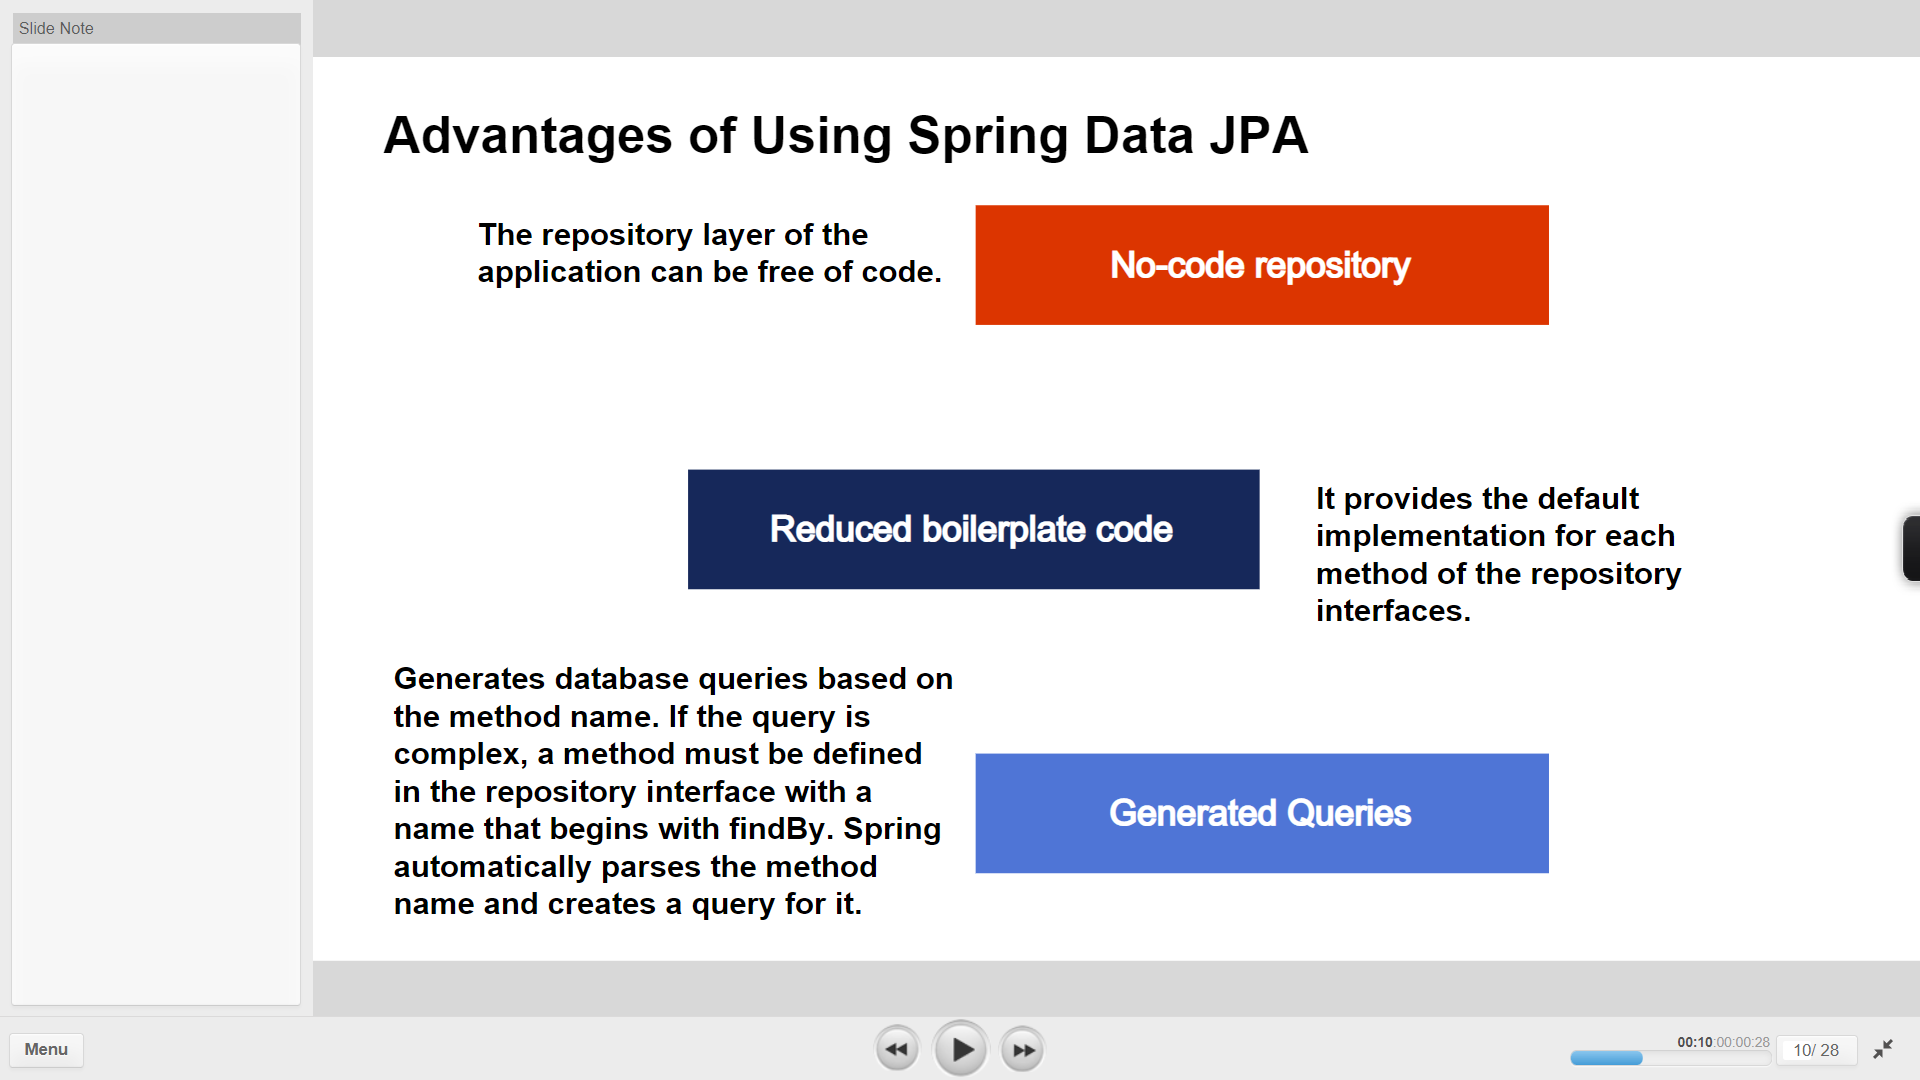 Slide Note
Advantages of Using Spring Data JPA
The repository layer of the
application can be free of code.
No-code repository
Reduced boilerplate code
It provides the default
implementation for each
method of the repository
interfaces.
Generates database queries based on
the method name. If the query is
complex, a method must be defined
in the repository interface with a
name that begins with findBy. Spring
automatically parses the method
name and creates a query for it.
Generated Queries
Menu
00:10:00:00:28
10/ 28